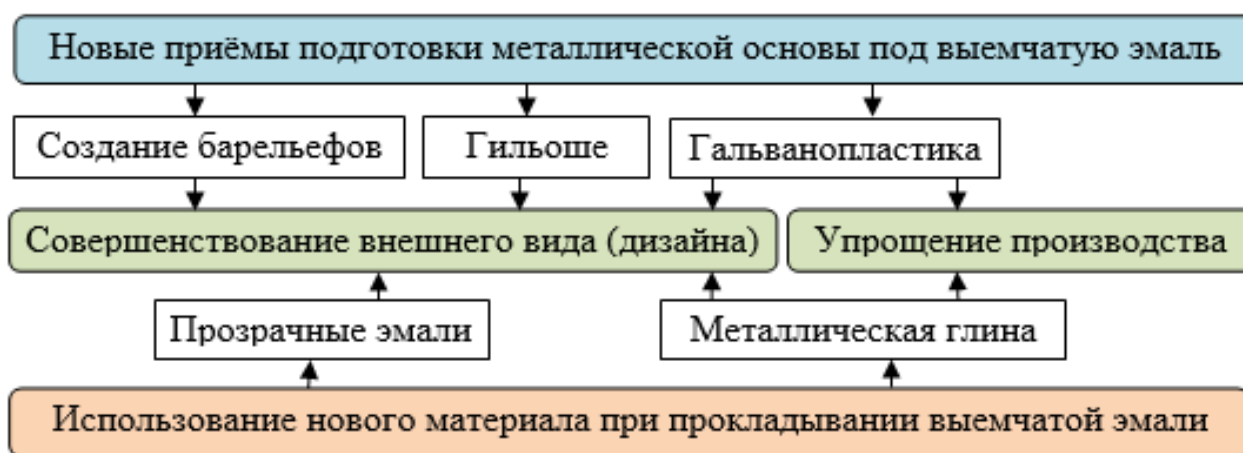 Новые приёмы подготовки металлической основы под выемчатую эмаль
Создание барельефов
Гильоше
Гальванопластика
Совершенствование внешнего вида (дизайна)
Упрощение производства
Прозрачные эмали
Металлическая глина
Использование нового материала при прокладывании выемчатой эмали